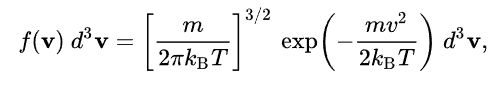 f(𝐯) d³𝐯 = [m / 2πk_B T]^{3/2} exp(−mv² / 2k_B T) d³𝐯,